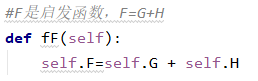 #F是启发函数，F=G+H
def fF(self):
self.F=self.G + self.H